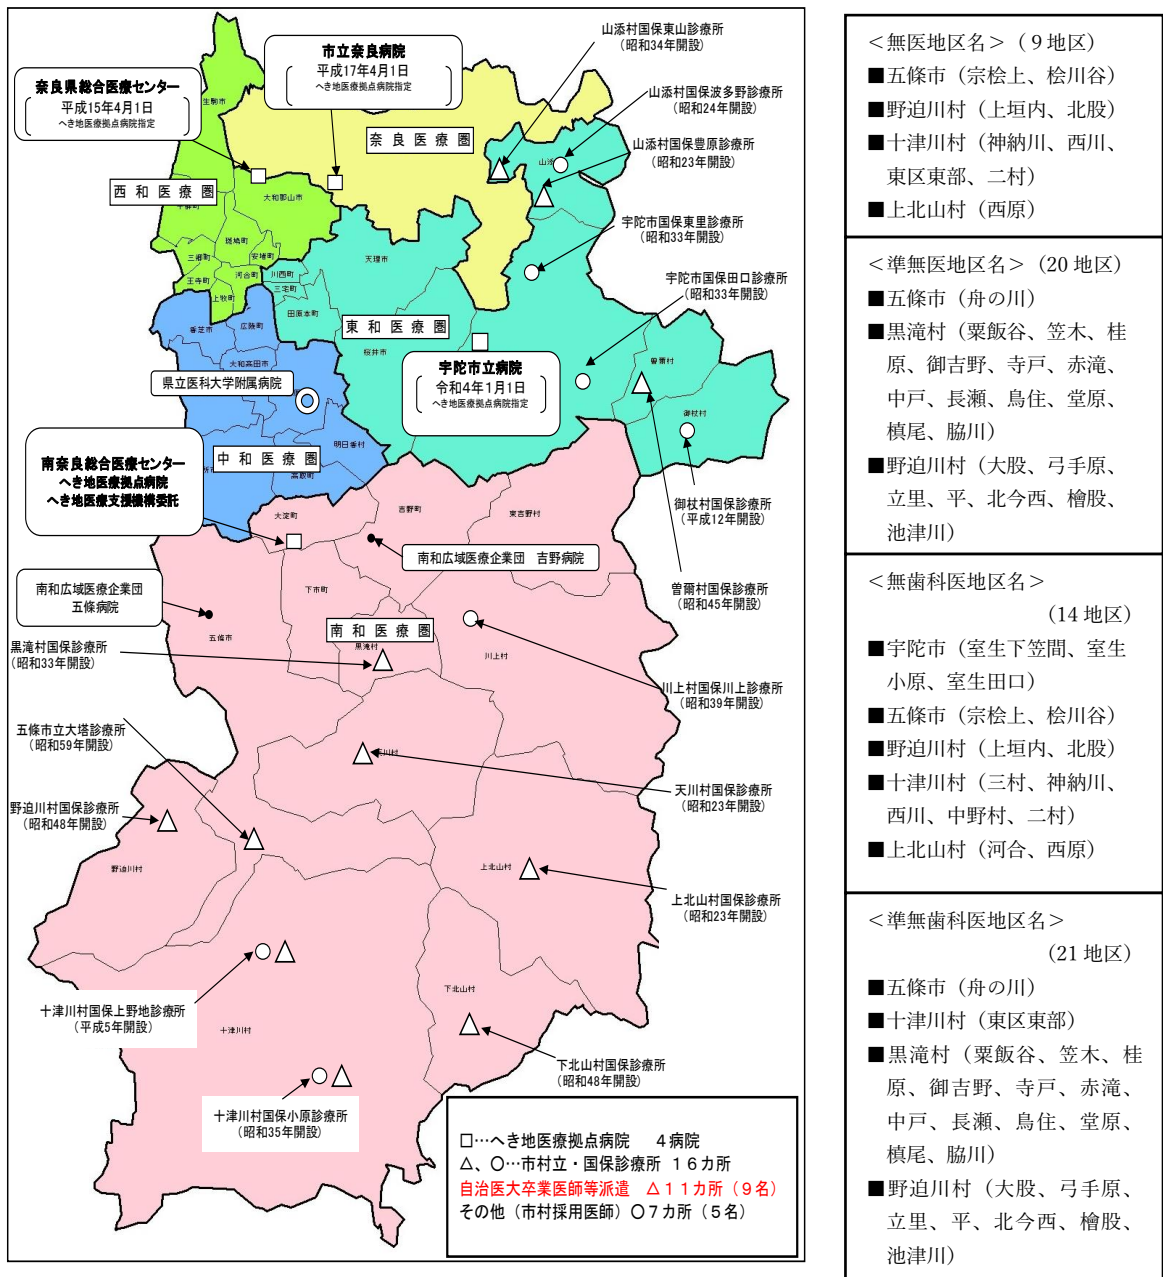 山添村国保東山診療所
（昭和34年開設）
市立奈良病院
平成17年4月1日
へき地医療拠点病院指定
奈良県総合医療センター
平成15年4月1日
へき地医療拠点病院指定
山添村国保波多野診療所
（昭和24年開設）
生駒市
奈良医療圏
山添村国保豊原診療所
（昭和23年開設）
西和医療圏
大和郡山市
宇陀市国保東里診療所
（昭和33年開設）
斑鳩町
三郷町
安堵町
王寺町
河合町
上牧町
川西町
三宅町
天理市
宇陀市国保田口診療所
（昭和33年開設）
田原本町
香芝市
広陵町
東和医療圏
桜井市
大和高田市
宇陀市立病院
令和4年1月1日
へき地医療拠点病院指定
曽爾村
県立医科大学附属病院
御杖村
明日香村
中和医療圏
高取町
南奈良総合医療センター
へき地医療拠点病院
へき地医療支援機構委託
御杖村国保診療所
（平成12年開設）
大淀町
吉野町
東吉野村
南和広域医療企業団　吉野病院
南和広域医療企業団
五條病院
下市町
曽爾村国保診療所
（昭和45年開設）
五條市
南和医療圏
黒滝村国保診療所
（昭和33年開設）
黒滝村
川上村
川上村国保川上診療所
（昭和39年開設）
五條市立大塔診療所
（昭和59年開設）
天川村国保診療所
（昭和23年開設）
野迫川村国保診療所
（昭和48年開設）
野迫川村
上北山村
上北山村国保診療所
（昭和23年開設）
十津川村国保上野地診療所
（平成5年開設）
下北山村
十津川村
下北山村国保診療所
（昭和48年開設）
十津川村国保小原診療所
（昭和35年開設）
□…へき地医療拠点病院　４病院
△、○…市村立・国保診療所 １６カ所
自治医大卒業医師等派遣　△１１カ所（９名）
その他（市村採用医師）○７カ所（５名）
＜無医地区名＞（９地区）
■五條市（宗桧上、桧川谷）
■野迫川村（上垣内、北股）
■十津川村（神納川、西川、
東区東部、二村）
■上北山村（西原）
＜準無医地区名＞（20 地区）
■五條市（舟の川）
■黒滝村（粟飯谷、笠木、桂
原、御吉野、寺戸、赤滝、
中戸、長瀬、鳥住、堂原、
槙尾、脇川）
■野迫川村（大股、弓手原、
立里、平、北今西、檜股、
池津川）
＜無歯科医地区名＞
（14 地区）
■宇陀市（室生下笠間、室生
小原、室生田口）
■五條市（宗桧上、桧川谷）
■野迫川村（上垣内、北股）
■十津川村（三村、神納川、
西川、中野村、二村）
■上北山村（河合、西原）
＜準無歯科医地区名＞
（21 地区）
■五條市（舟の川）
■十津川村（東区東部）
■黒滝村（粟飯谷、笠木、桂
原、御吉野、寺戸、赤滝、
中戸、長瀬、鳥住、堂原、
槙尾、脇川）
■野迫川村（大股、弓手原、
立里、平、北今西、檜股、
池津川）